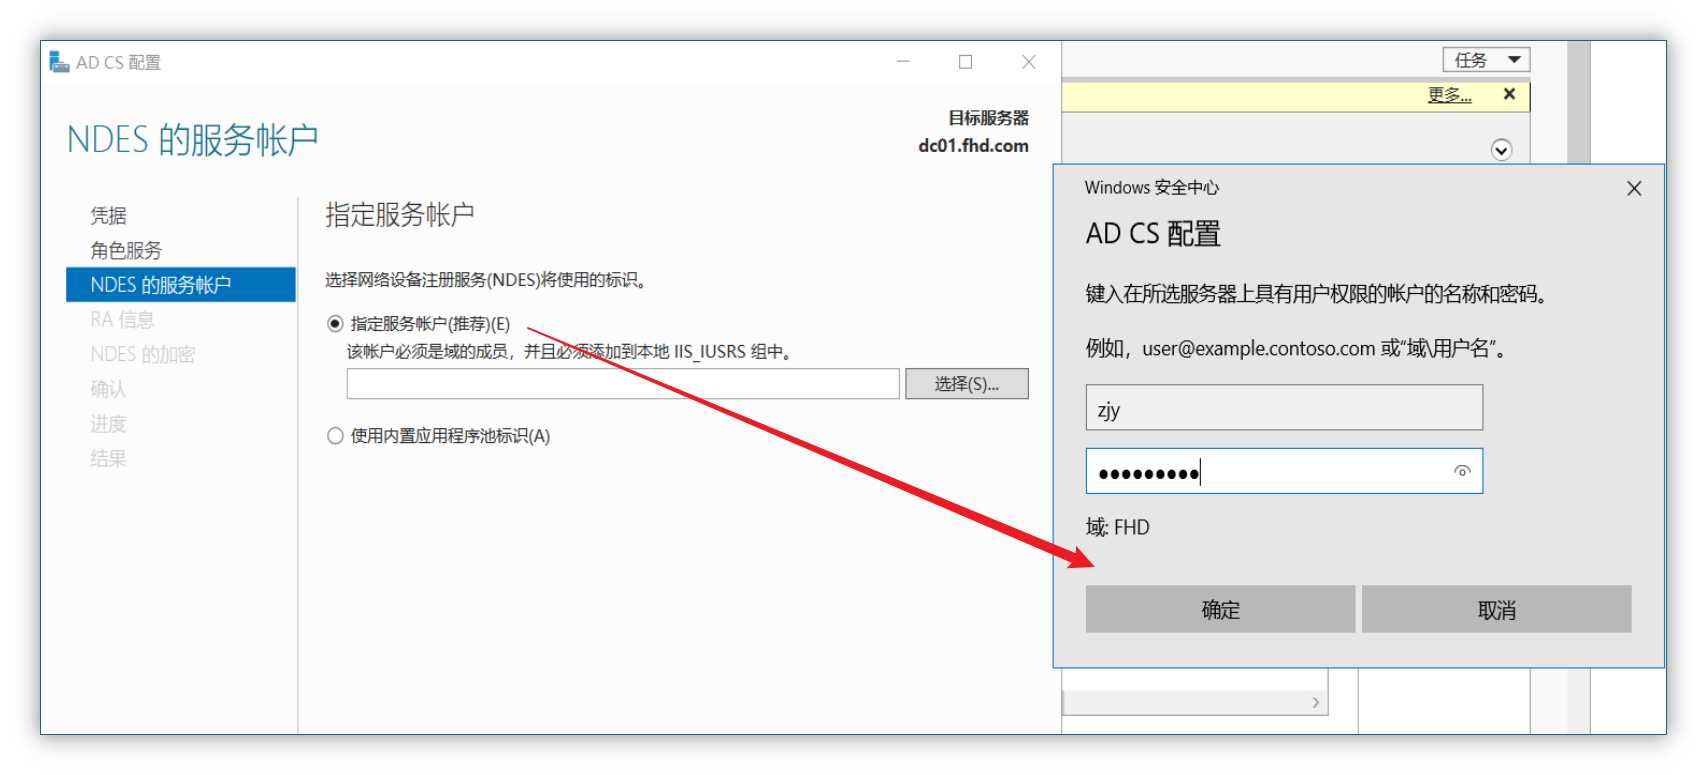 AD CS 配置
NDES 的服务帐户
目标服务器
dc01.fhd.com
凭据
角色服务
NDES 的服务帐户
RA 信息
NDES 的加密
确认
进度
结果
指定服务帐户
选择网络设备注册服务(NDES)将使用的标识。
指定服务帐户(推荐)(E)
该帐户必须是域的成员，并且必须添加到本地 IIS_IUSRS 组中。
选择(S)...
使用内置应用程序池标识(A)
任务
更多...
Windows 安全中心
AD CS 配置
键入在所选服务器上具有用户权限的帐户的名称和密码。
例如，user@example.contoso.com 或“域\用户名”。
zjy
●●●●●●●●●
域: FHD
确定
取消